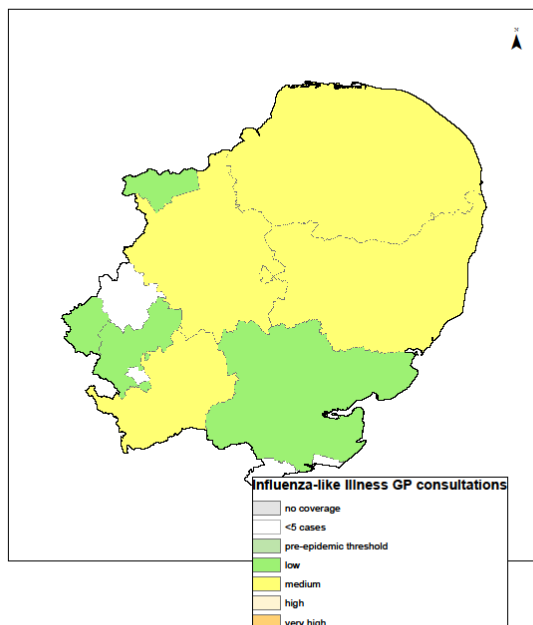 N
Influenza-like Illness GP consultations
no coverage
<5 cases
pre-epidemic threshold
low
medium
high
very high